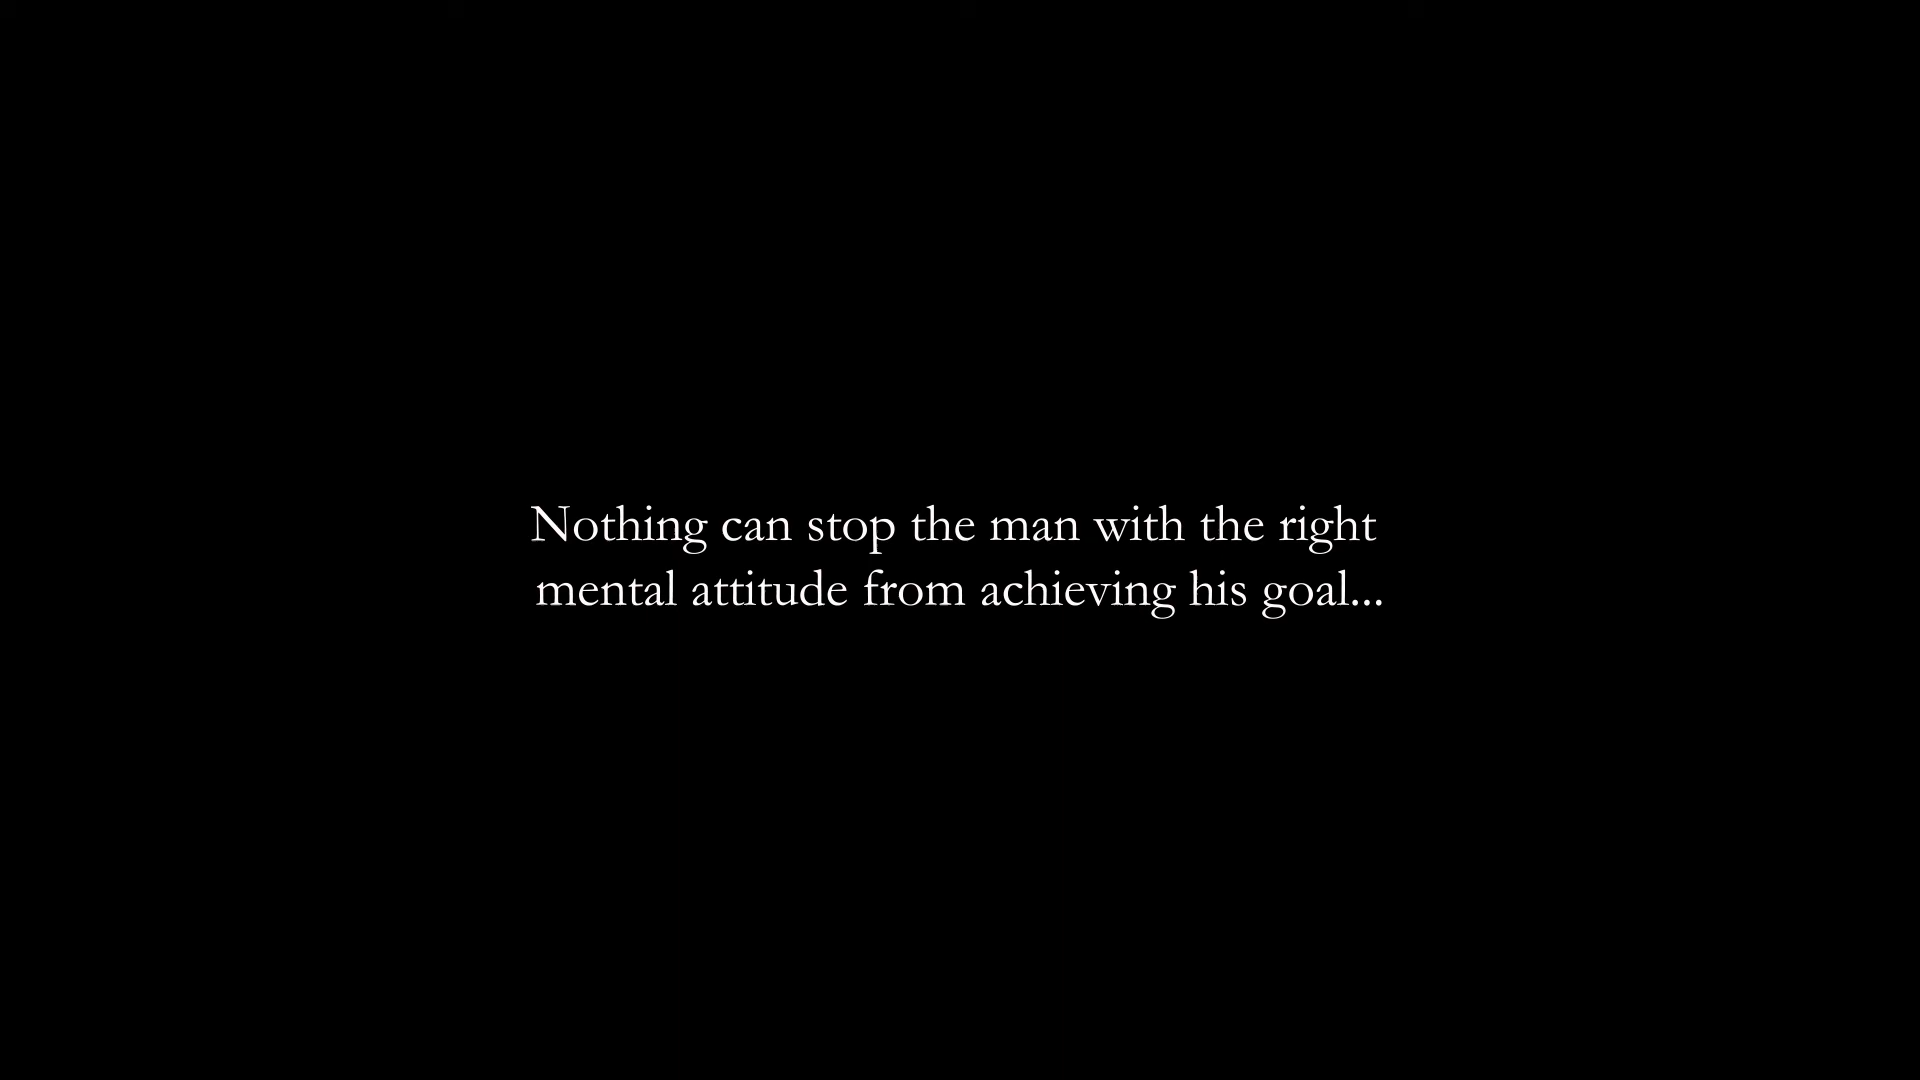 Nothing can stop the man with the right
mental attitude from achieving his goal...